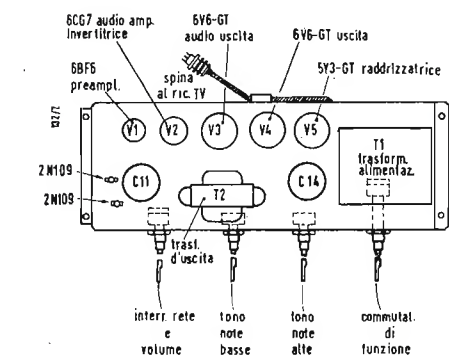 6CG7 audio amp.
invertitrice
6V6-GT
audio uscita
6V6-GT uscita
6BF6
preampl.
spina
al ric. TV
5Y3-GT raddrizzatrice
132/2
V1
V2
V3
V4
V5
T1
trasform.
alimentaz.
2N109
2N109
C11
T2
C14
trasf.
d'uscita
interr. rete
e
volume
tono
note
basse
tono
note
alte
commutat.
di
funzione